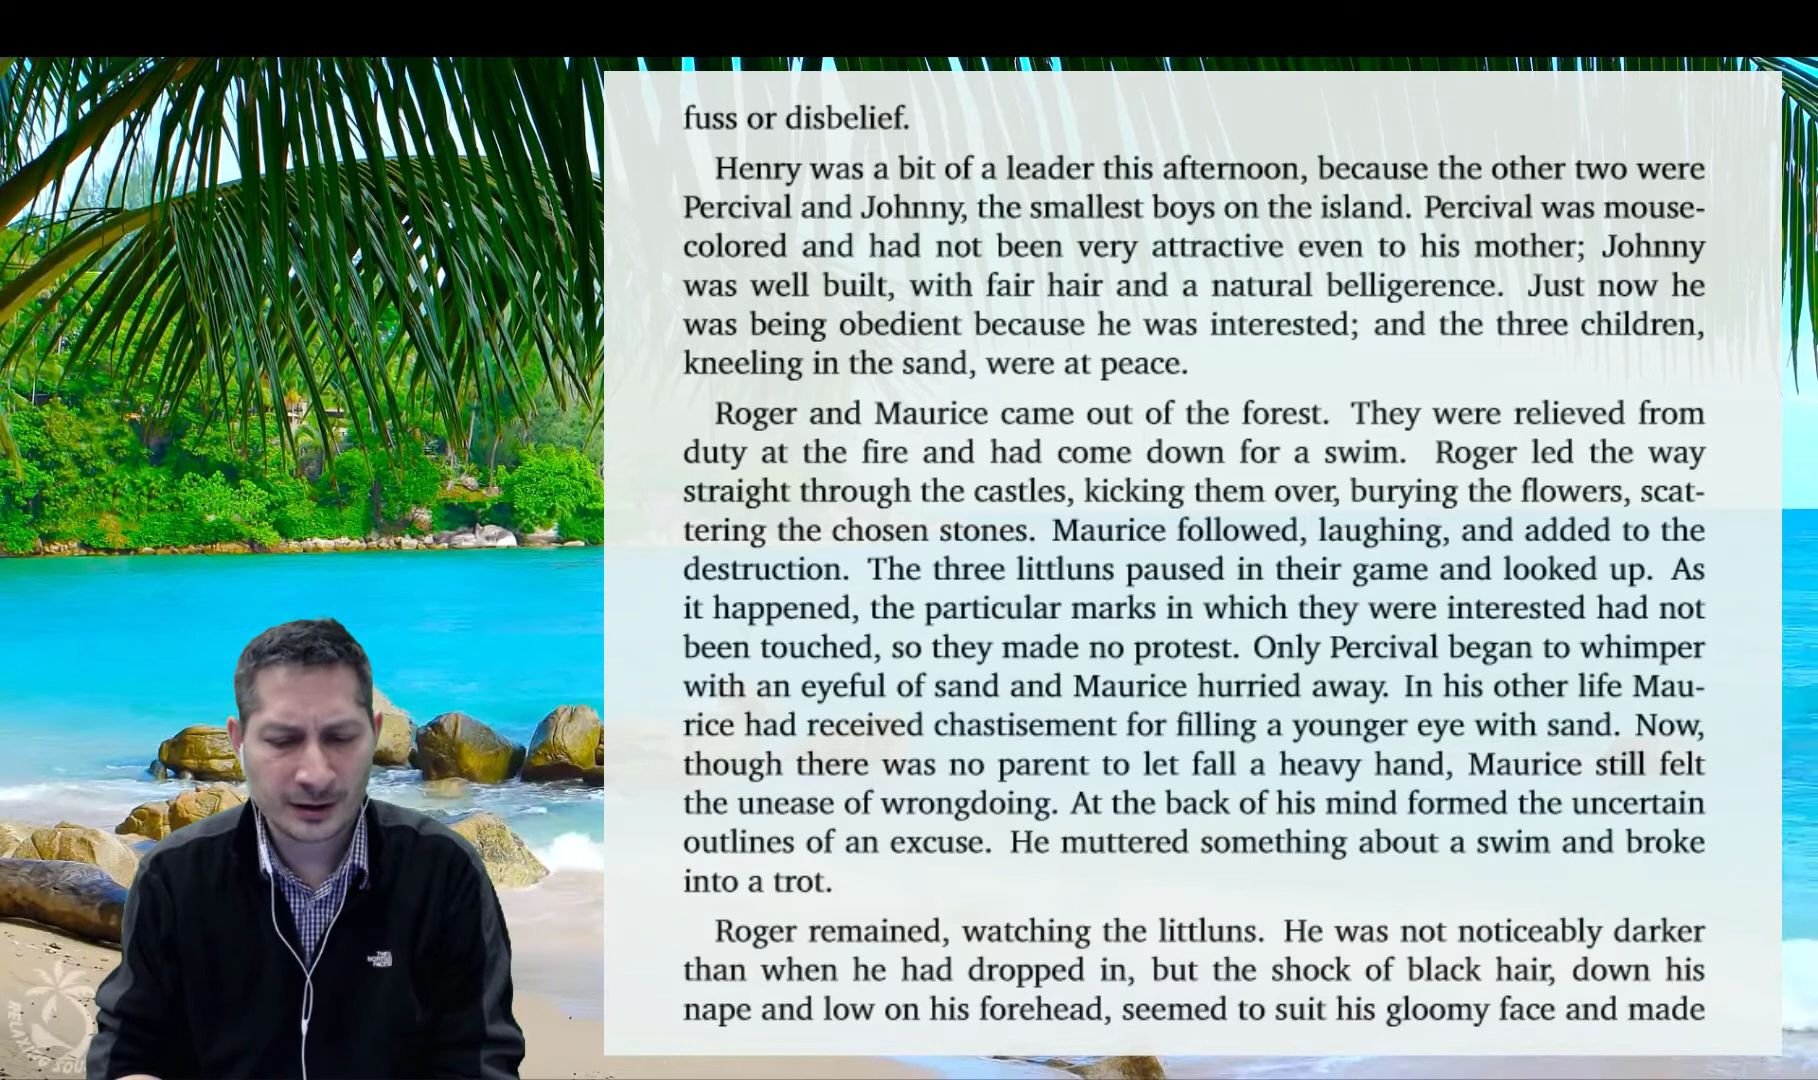 fuss or disbelief.
Henry was a bit of a leader this afternoon, because the other two were
Percival and Johnny, the smallest boys on the island. Percival was mouse-
colored and had not been very attractive even to his mother; Johnny
was well built, with fair hair and a natural belligerence. Just now he
was being obedient because he was interested; and the three children,
kneeling in the sand, were at peace.
Roger and Maurice came out of the forest. They were relieved from
duty at the fire and had come down for a swim. Roger led the way
straight through the castles, kicking them over, burying the flowers, scat-
tering the chosen stones. Maurice followed, laughing, and added to the
destruction. The three littluns paused in their game and looked up. As
it happened, the particular marks in which they were interested had not
been touched, so they made no protest. Only Percival began to whimper
with an eyeful of sand and Maurice hurried away. In his other life Mau-
rice had received chastisement for filling a younger eye with sand. Now,
though there was no parent to let fall a heavy hand, Maurice still felt
the unease of wrongdoing. At the back of his mind formed the uncertain
outlines of an excuse. He muttered something about a swim and broke
into a trot.
Roger remained, watching the littluns. He was not noticeably darker
than when he had dropped in, but the shock of black hair, down his
nape and low on his forehead, seemed to suit his gloomy face and made
THE
NORTH
FACE